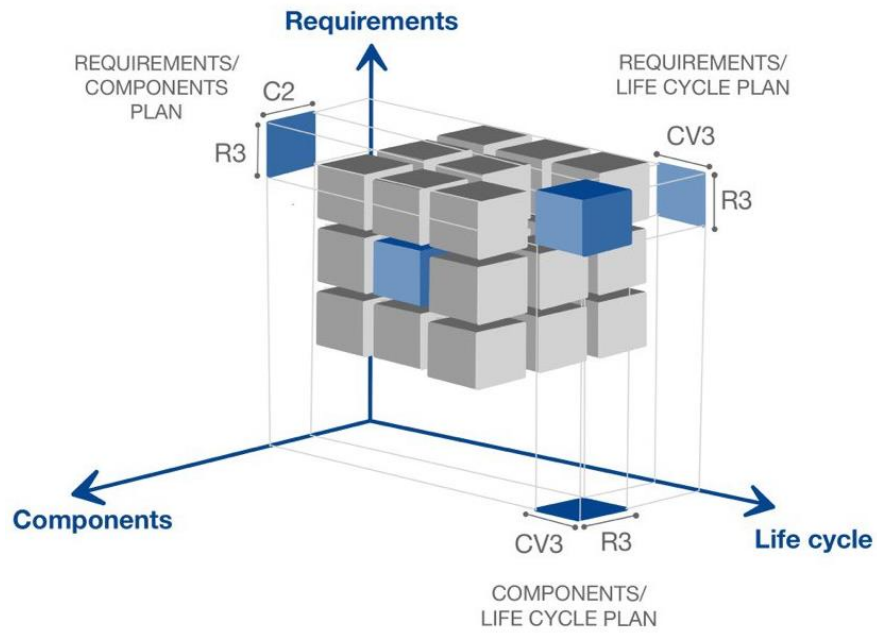 Requirements
REQUIREMENTS/
COMPONENTS
PLAN
REQUIREMENTS/
LIFE CYCLE PLAN
C2
R3
CV3
R3
Components
Life cycle
CV3
R3
COMPONENTS/
LIFE CYCLE PLAN